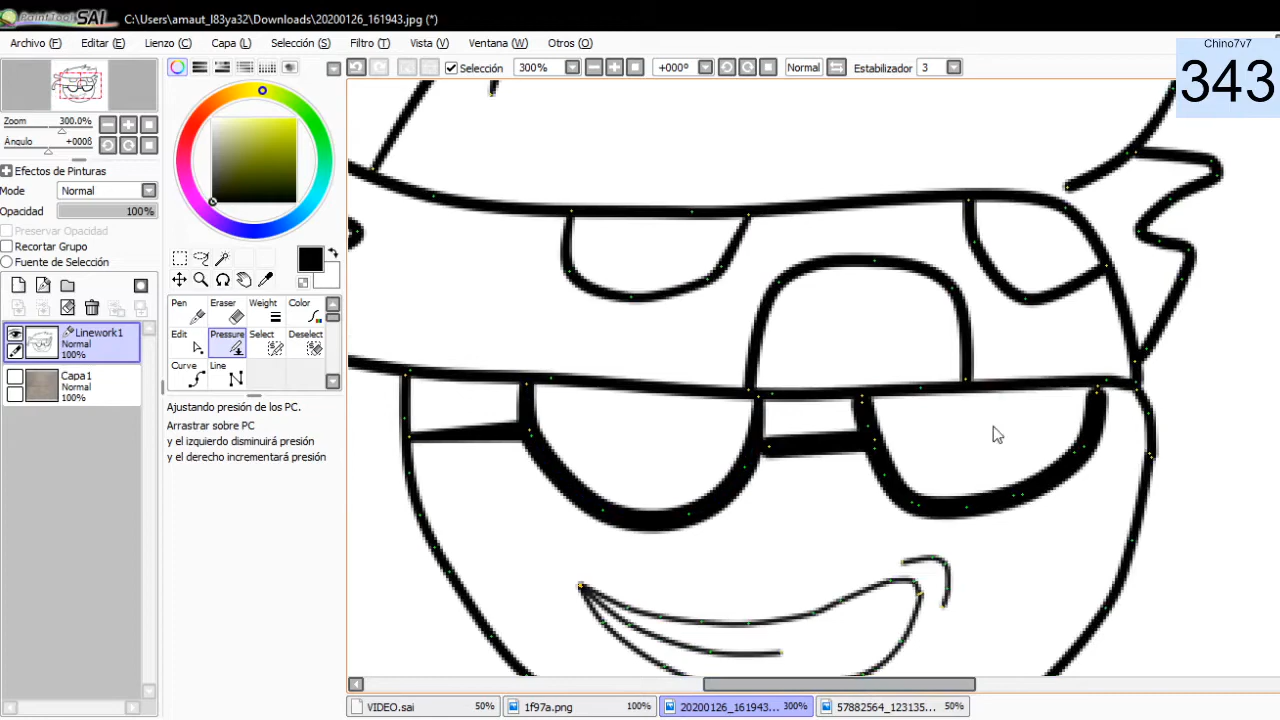 PaintTool SAI C:\Users\amaut_l83ya32\Downloads\20200126_161943.jpg (*)
Archivo (F) Editar (E) Lienzo (C) Capa (L) Selección (S) Filtro (T) Vista (V) Ventana (W) Otros (O)
Chino7v7
343
Selección 300% +000º Normal Estabilizador 3
Zoom 300.0%
Ángulo +000ß
Efectos de Pinturas
Mode Normal
Opacidad 100%
Preservar Opacidad
Recortar Grupo
Fuente de Selección
Linework1
Normal
100%
Capa1
Normal
100%
Pen Eraser Weight Color
Edit Pressure Select Deselect
Curve Line
Ajustando presión de los PC.
Arrastrar sobre PC
y el izquierdo disminuirá presión
y el derecho incrementará presión
VIDEO.sai 50% 1f97a.png 100% 20200126_161943... 300% 57882564_123135... 50%